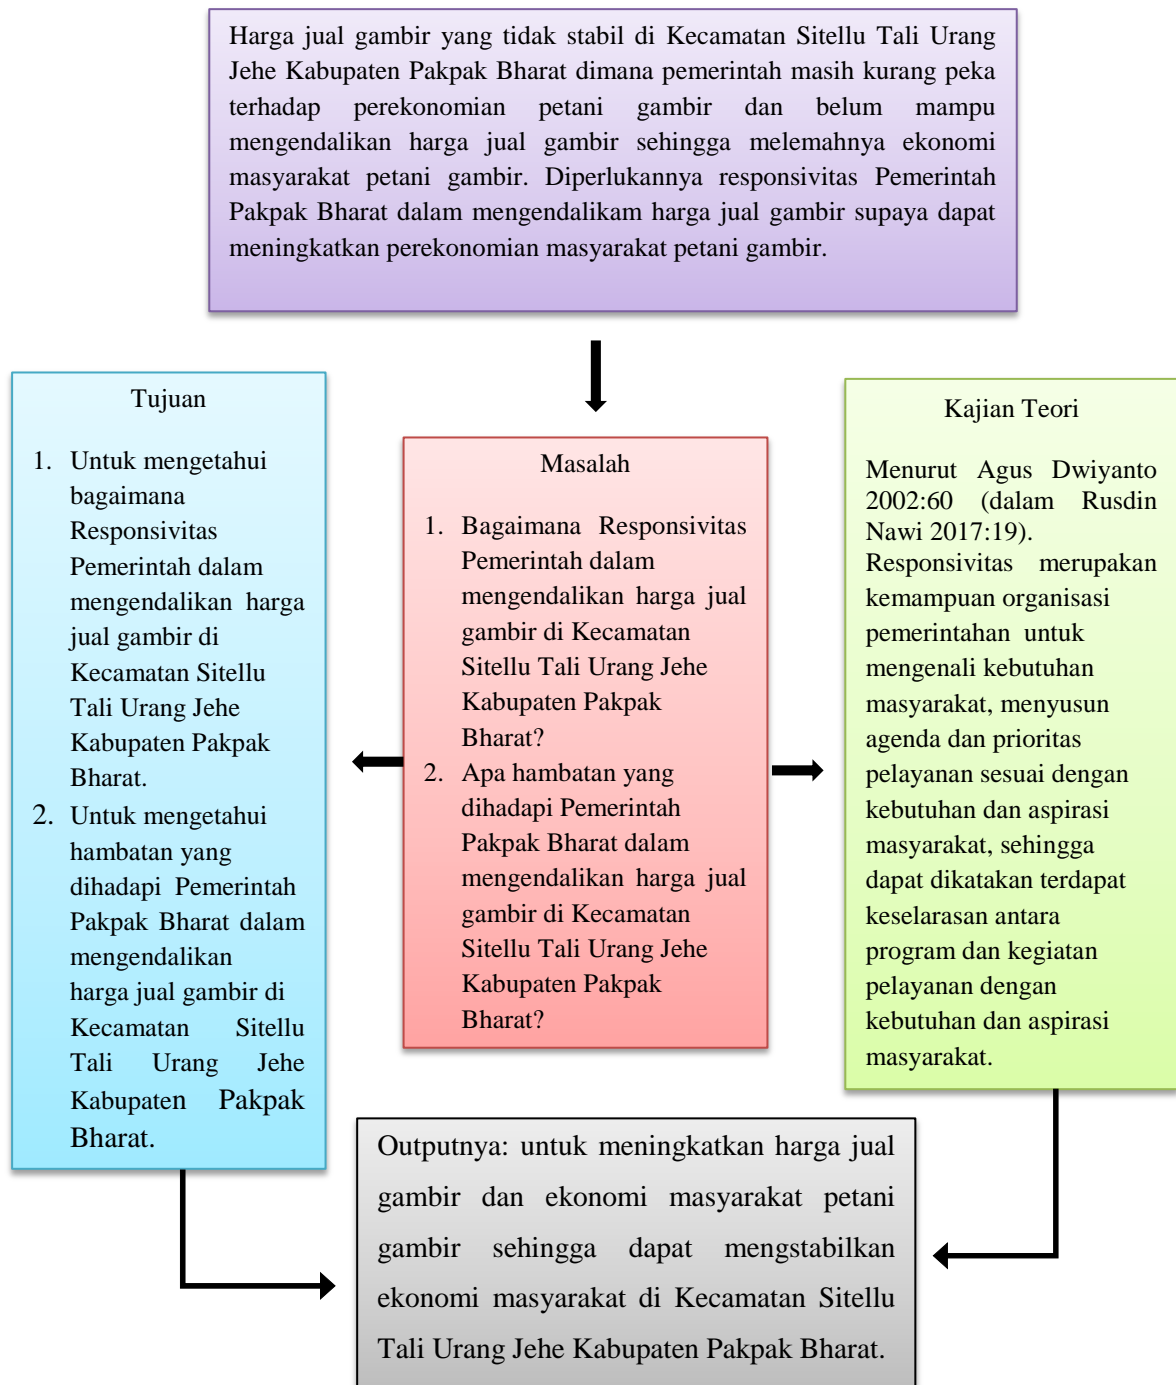 Harga jual gambir yang tidak stabil di Kecamatan Sitellu Tali Urang
Jehe Kabupaten Pakpak Bharat dimana pemerintah masih kurang peka
terhadap perekonomian petani gambir dan belum mampu
mengendalikan harga jual gambir sehingga melemahnya ekonomi
masyarakat petani gambir. Diperlukannya responsivitas Pemerintah
Pakpak Bharat dalam mengendalikam harga jual gambir supaya dapat
meningkatkan perekonomian masyarakat petani gambir.
Tujuan
1. Untuk mengetahui
bagaimana
Responsivitas
Pemerintah dalam
mengendalikan harga
jual gambir di
Kecamatan Sitellu
Tali Urang Jehe
Kabupaten Pakpak
Bharat.
2. Untuk mengetahui
hambatan yang
dihadapi Pemerintah
Pakpak Bharat dalam
mengendalikan
harga jual gambir di
Kecamatan Sitellu
Tali Urang Jehe
Kabupaten Pakpak
Bharat.
Masalah
1. Bagaimana Responsivitas
Pemerintah dalam
mengendalikan harga jual
gambir di Kecamatan
Sitellu Tali Urang Jehe
Kabupaten Pakpak
Bharat?
2. Apa hambatan yang
dihadapi Pemerintah
Pakpak Bharat dalam
mengendalikan harga jual
gambir di Kecamatan
Sitellu Tali Urang Jehe
Kabupaten Pakpak
Bharat?
Kajian Teori
Menurut Agus Dwiyanto
2002:60 (dalam Rusdin
Nawi 2017:19).
Responsivitas merupakan
kemampuan organisasi
pemerintahan untuk
mengenali kebutuhan
masyarakat, menyusun
agenda dan prioritas
pelayanan sesuai dengan
kebutuhan dan aspirasi
masyarakat, sehingga
dapat dikatakan terdapat
keselarasan antara
program dan kegiatan
pelayanan dengan
kebutuhan dan aspirasi
masyarakat.
Outputnya: untuk meningkatkan harga jual
gambir dan ekonomi masyarakat petani
gambir sehingga dapat mengstabilkan
ekonomi masyarakat di Kecamatan Sitellu
Tali Urang Jehe Kabupaten Pakpak Bharat.